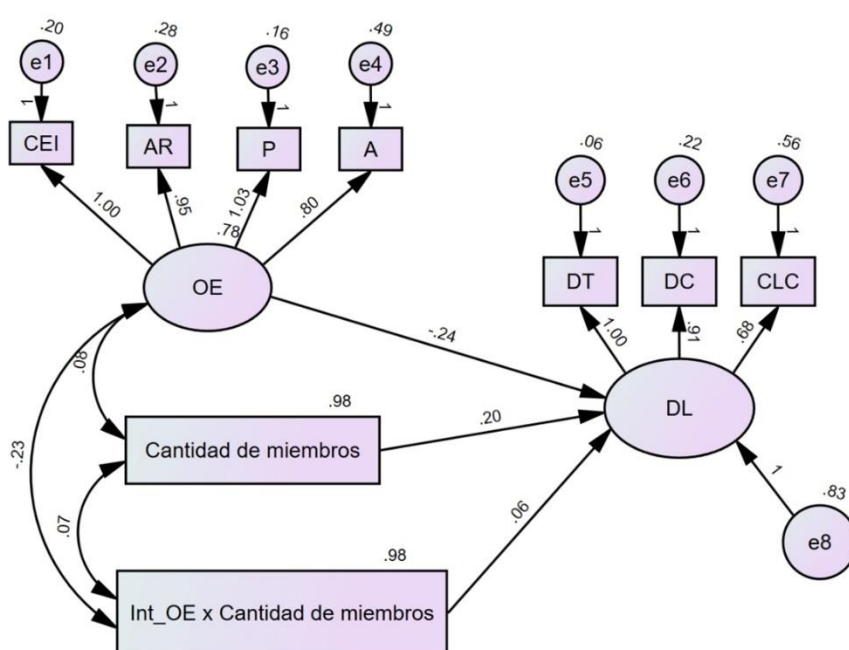 .20
.28
.16
.49
e1
e2
e3
e4
1
1
1
1
CEI
AR
P
A
1.00
.95
1.03
.80
.78
OE
.06
.22
.56
e5
e6
e7
1
1
1
DT
DC
CLC
1.00
.91
.68
DL
-.24
.08
.98
Cantidad de miembros
.20
-.23
.07
.06
1
.83
e8
.98
Int_OE x Cantidad de miembros